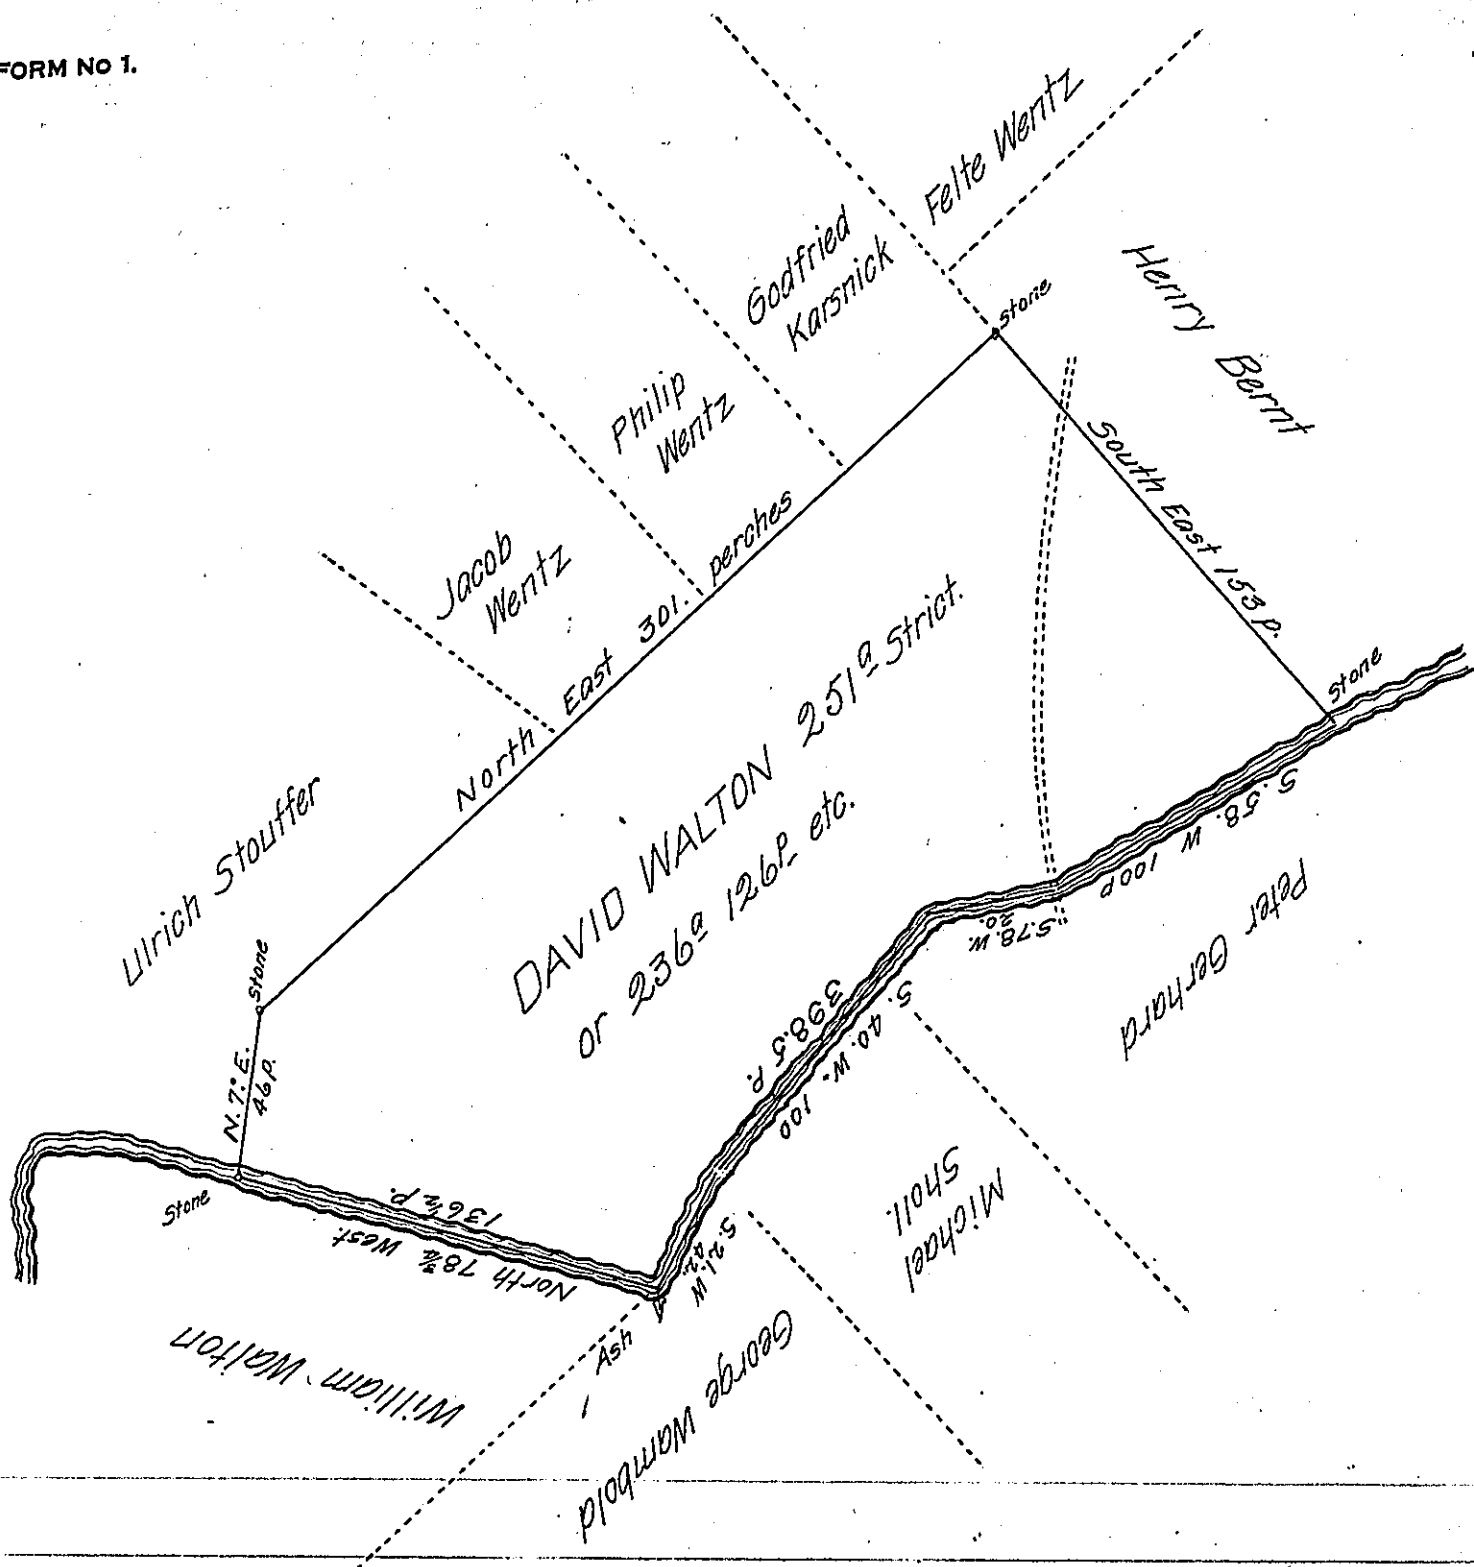 FORM No 1.
Felte Wentz
Godfried
Karsnick
Henry Bernt
Stone
Philip
Wentz
South East 153 p.
Jacob
Wentz
North East 301. perches
Stone
DAVID WALTON 251a Strict.
or 236a 126p etc.
Ulrich Stouffer
Stone
N. 7° E.
46 p.
Stone
S. 58. W 100 p
S. 78. W.
20.
Peter Gerhard
398.5 P.
S. 40. W. 100
Michael
Sholl.
S. 21. W
42.
136½ P.
North 78¾ West
Ash
George Wambold
William Walton